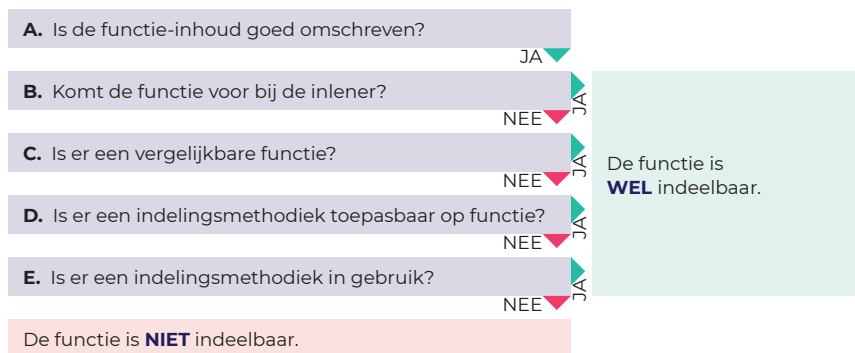 A. Is de functie-inhoud goed omschreven?
JA
B. Komt de functie voor bij de inlener?
JA
NEE
C. Is er een vergelijkbare functie?
JA
NEE
D. Is er een indelingsmethodiek toepasbaar op functie?
JA
NEE
E. Is er een indelingsmethodiek in gebruik?
JA
NEE
De functie is
WEL indeelbaar.
De functie is NIET indeelbaar.